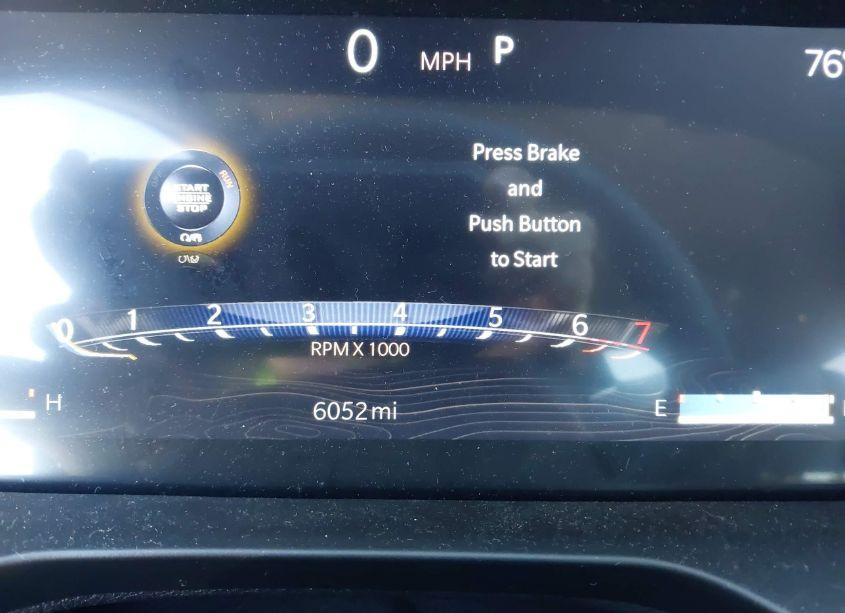 0 MPH P 76°
START
ENGINE
STOP
RUN
Press Brake
and
Push Button
to Start
0 1 2 3 4 5 6 7
RPM X 1000
H
6052 mi
E